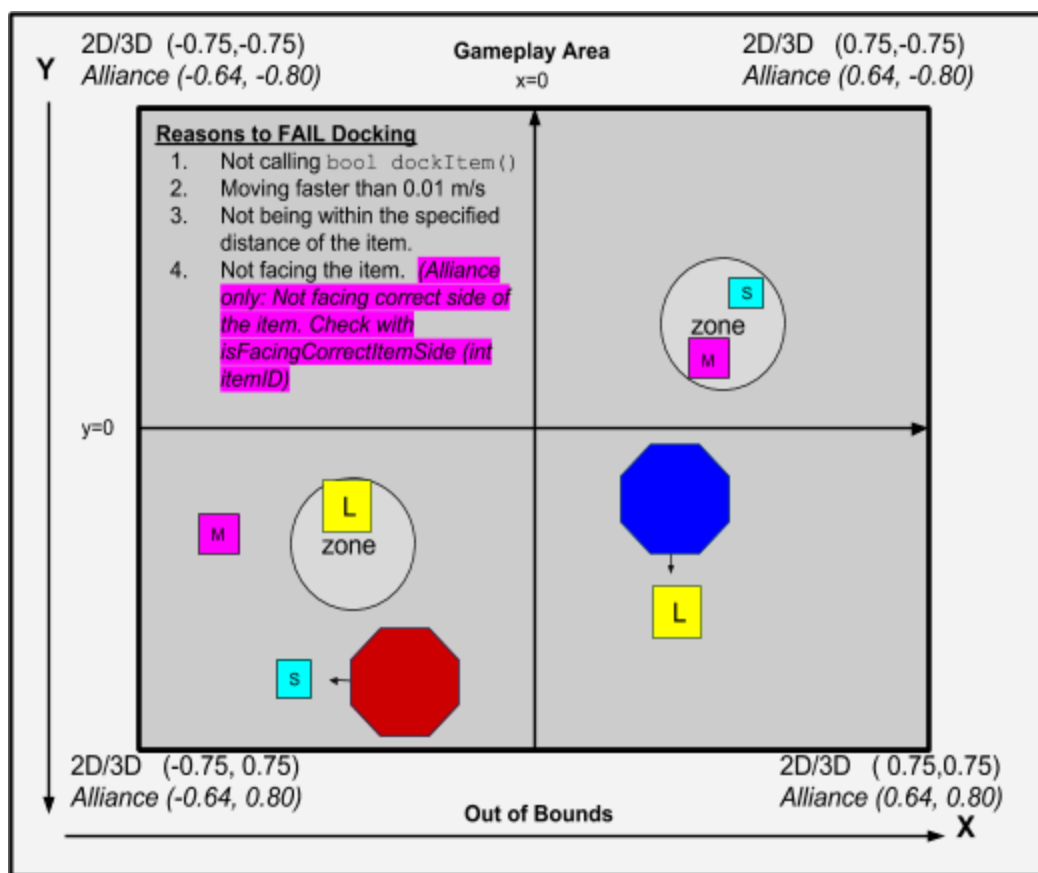 2D/3D (-0.75,-0.75)
Alliance (-0.64, -0.80)
Gameplay Area
x=0
2D/3D (0.75,-0.75)
Alliance (0.64, -0.80)
Y
Reasons to FAIL Docking
1. Not calling bool dockItem()
2. Moving faster than 0.01 m/s
3. Not being within the specified
distance of the item.
4. Not facing the item. (Alliance
only: Not facing correct side of
the item. Check with
isFacingCorrectItemSide (int
itemID)
S
zone
M
y=0
L
zone
M
L
S
2D/3D (-0.75, 0.75)
Alliance (-0.64, 0.80)
Out of Bounds
2D/3D ( 0.75,0.75)
Alliance (0.64, 0.80)
X